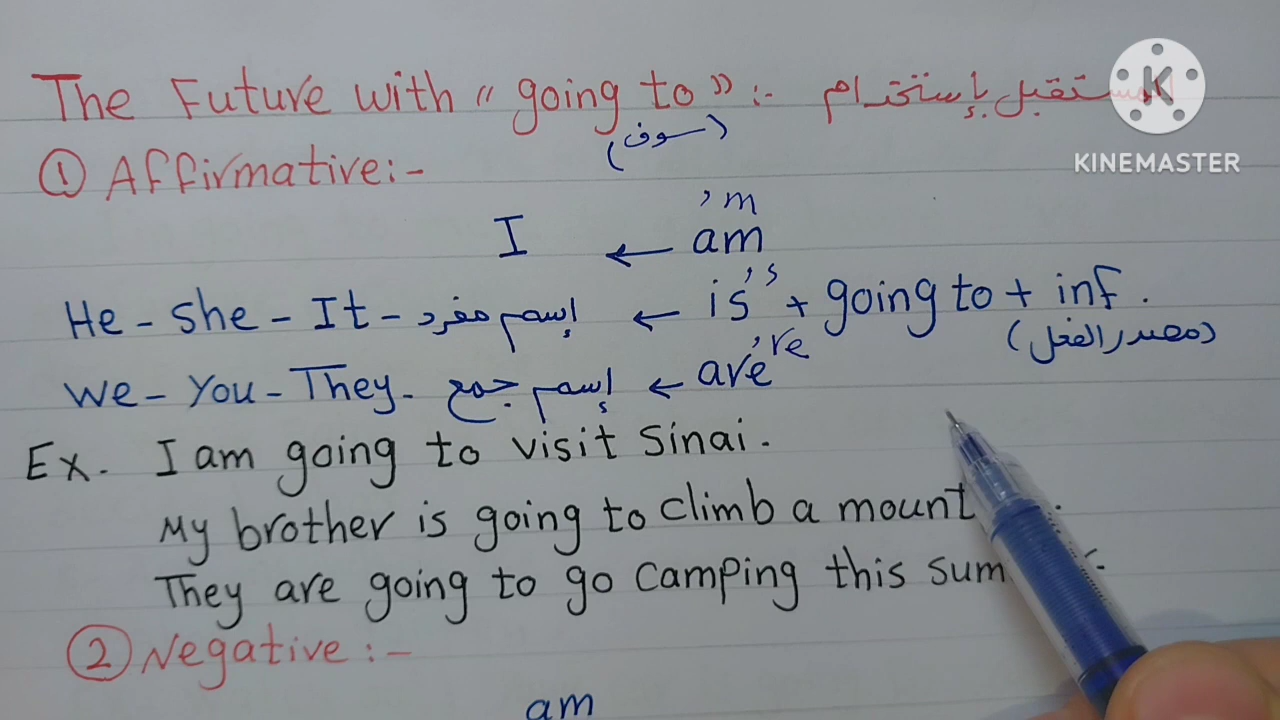 The Future with "going to" :- المستقبل بإستخدام
(سوف)
KINEMASTER
① Affirmative:-
'm
I ← am
He - she - It - إسم مفرد ← is 's + going to + inf.
(مصدر الفعل)
We - You - They - إسم جمع ← are 're
Ex. I am going to visit Sinai.
My brother is going to climb a mount
They are going to go camping this sum
② Negative :-
am